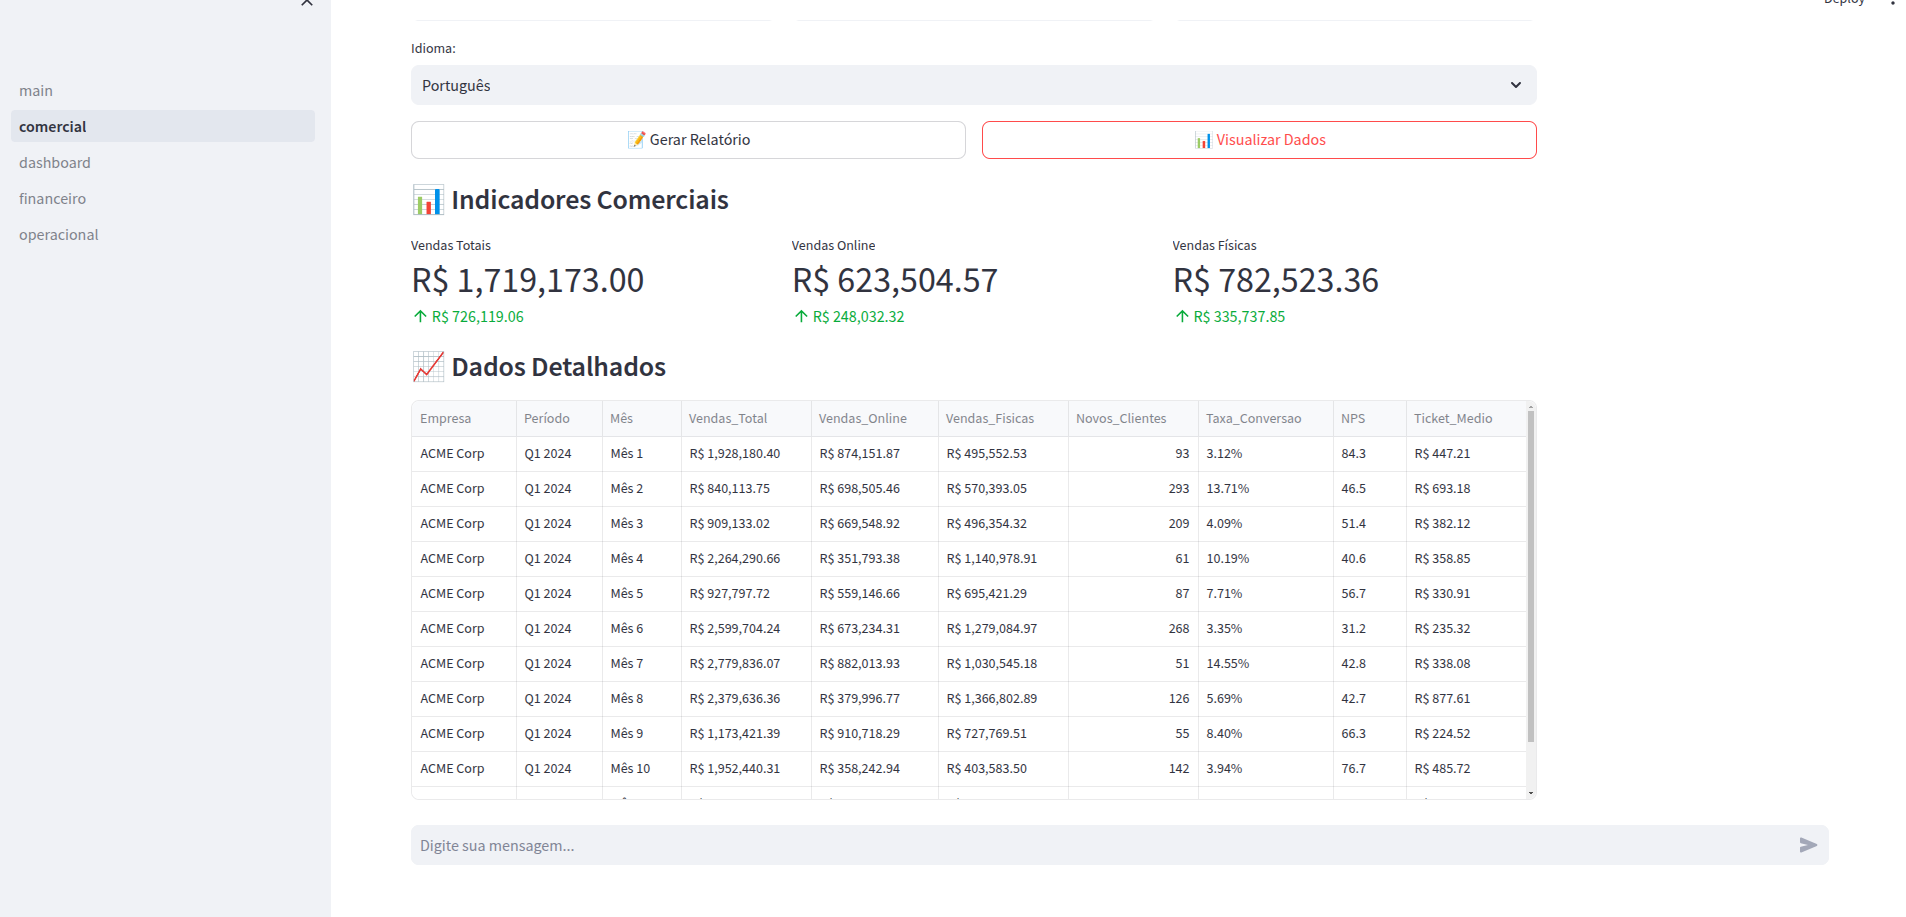 Deploy
main
comercial
dashboard
financeiro
operacional
Idioma:
Português
Gerar Relatório
Visualizar Dados
Indicadores Comerciais
Vendas Totais Vendas Online Vendas Físicas
R$ 1,719,173.00 R$ 623,504.57 R$ 782,523.36
↑ R$ 726,119.06 ↑ R$ 248,032.32 ↑ R$ 335,737.85
Dados Detalhados
Empresa Período Mês Vendas_Total Vendas_Online Vendas_Fisicas Novos_Clientes Taxa_Conversao NPS Ticket_Medio
ACME Corp Q1 2024 Mês 1 R$ 1,928,180.40 R$ 874,151.87 R$ 495,552.53 93 3.12% 84.3 R$ 447.21
ACME Corp Q1 2024 Mês 2 R$ 840,113.75 R$ 698,505.46 R$ 570,393.05 293 13.71% 46.5 R$ 693.18
ACME Corp Q1 2024 Mês 3 R$ 909,133.02 R$ 669,548.92 R$ 496,354.32 209 4.09% 51.4 R$ 382.12
ACME Corp Q1 2024 Mês 4 R$ 2,264,290.66 R$ 351,793.38 R$ 1,140,978.91 61 10.19% 40.6 R$ 358.85
ACME Corp Q1 2024 Mês 5 R$ 927,797.72 R$ 559,146.66 R$ 695,421.29 87 7.71% 56.7 R$ 330.91
ACME Corp Q1 2024 Mês 6 R$ 2,599,704.24 R$ 673,234.31 R$ 1,279,084.97 268 3.35% 31.2 R$ 235.32
ACME Corp Q1 2024 Mês 7 R$ 2,779,836.07 R$ 882,013.93 R$ 1,030,545.18 51 14.55% 42.8 R$ 338.08
ACME Corp Q1 2024 Mês 8 R$ 2,379,636.36 R$ 379,996.77 R$ 1,366,802.89 126 5.69% 42.7 R$ 877.61
ACME Corp Q1 2024 Mês 9 R$ 1,173,421.39 R$ 910,718.29 R$ 727,769.51 55 8.40% 66.3 R$ 224.52
ACME Corp Q1 2024 Mês 10 R$ 1,952,440.31 R$ 358,242.94 R$ 403,583.50 142 3.94% 76.7 R$ 485.72
Digite sua mensagem...